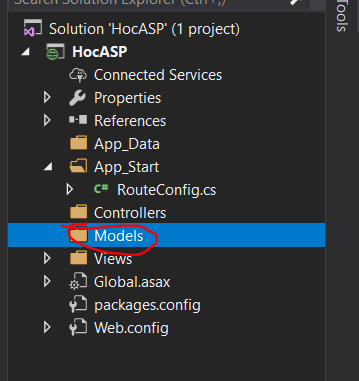 Search Solution Explorer (Ctrl+;)
Solution 'HocASP' (1 project)
HocASP
Connected Services
Properties
References
App_Data
App_Start
C# RouteConfig.cs
Controllers
Models
Views
Global.asax
packages.config
Web.config
Tools